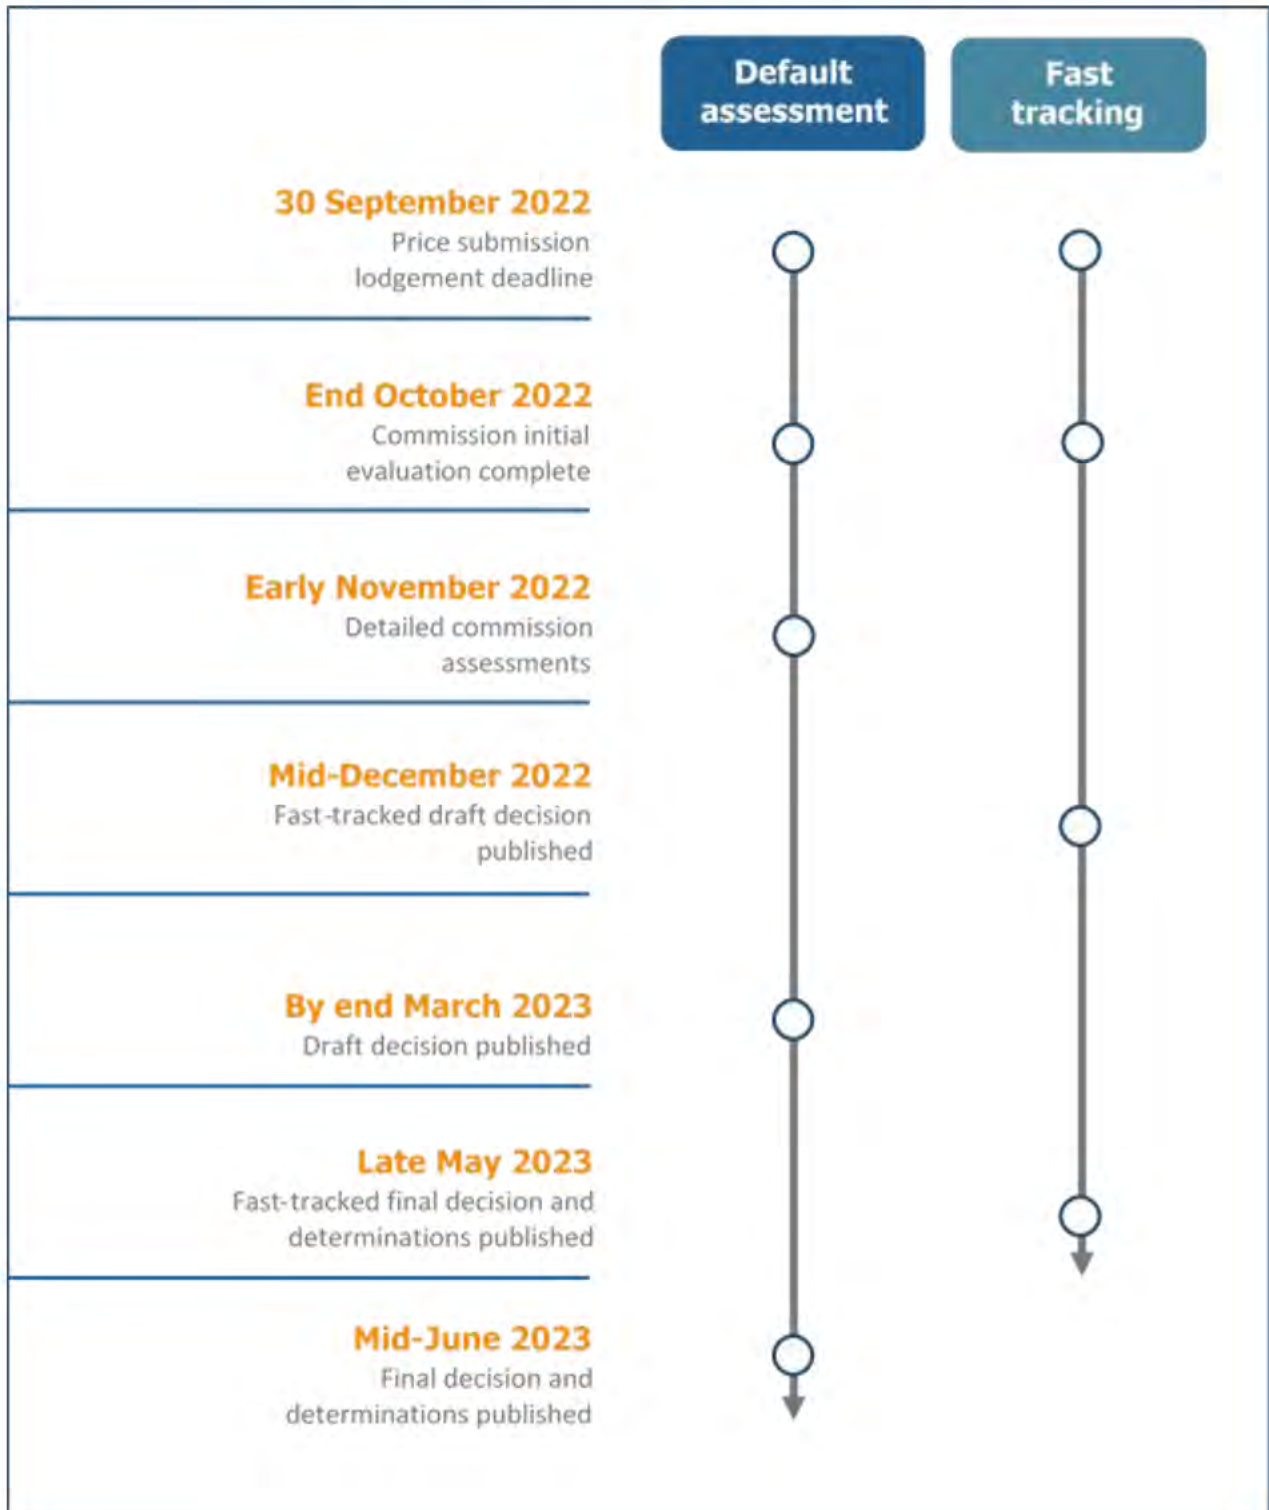 Default
assessment
Fast
tracking
30 September 2022
Price submission
lodgement deadline
End October 2022
Commission initial
evaluation complete
Early November 2022
Detailed commission
assessments
Mid-December 2022
Fast-tracked draft decision
published
By end March 2023
Draft decision published
Late May 2023
Fast-tracked final decision and
determinations published
Mid-June 2023
Final decision and
determinations published